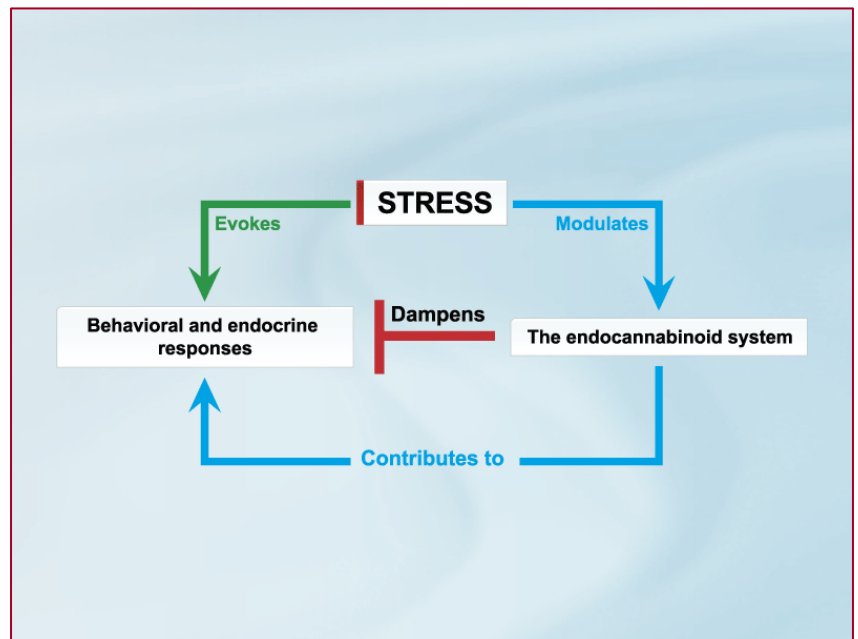 STRESS
Evokes
Modulates
Behavioral and endocrine
responses
Dampens
The endocannabinoid system
Contributes to